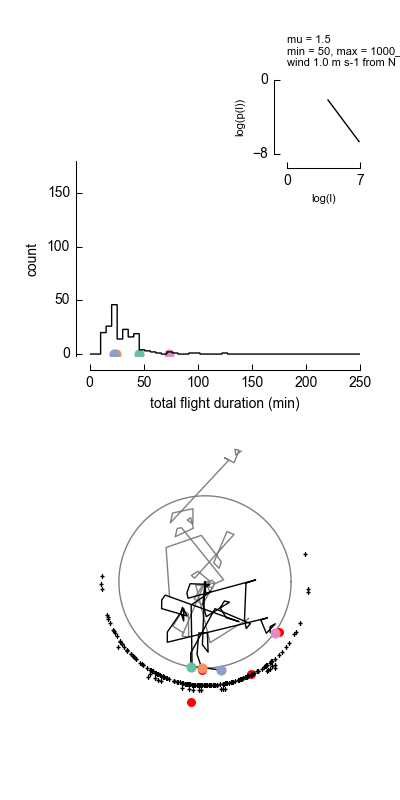 mu = 1.5
min = 50, max = 1000_
wind 1.0 m s-1 from N
0
log(p(l))
−8
0 7
log(l)
150
count
100
50
0
0 50 100 150 200 250
total flight duration (min)